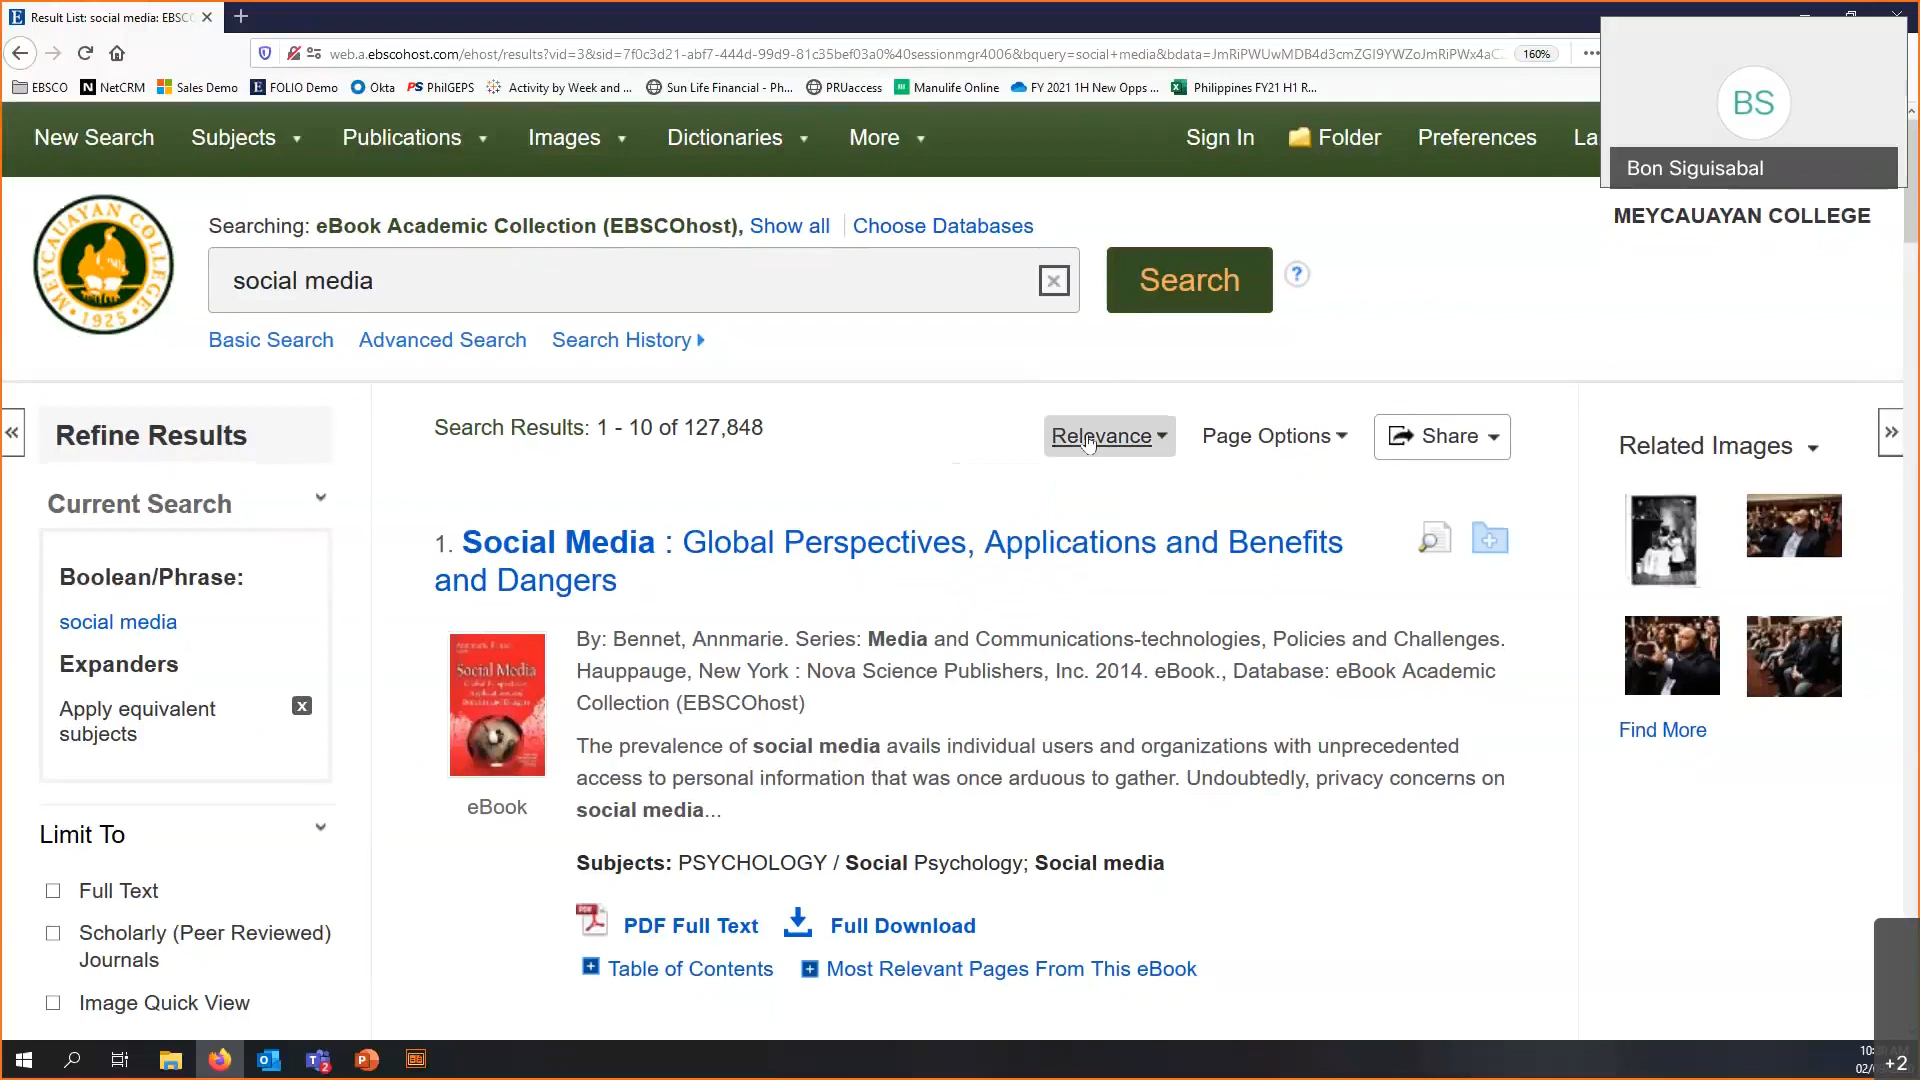 Result List: social media: EBSC
web.a.ebscohost.com/ehost/results?vid=3&sid=7f0c3d21-abf7-444d-99d9-81c35bef03a0%40sessionmgr4006&bquery=social+media&bdata=JmRiPWUwMDB4d3cmZGI9YWZoJmRiPWx4aC
160%
EBSCO NetCRM Sales Demo FOLIO Demo Okta PS PhilGEPS Activity by Week and ... Sun Life Financial - Ph... PRUaccess Manulife Online FY 2021 1H New Opps ... Philippines FY21 H1 R...
BS
Bon Siguisabal
New Search Subjects Publications Images Dictionaries More Sign In Folder Preferences La
MEYCAUAYAN COLLEGE
MEYCAUAYAN COLLEGE
1925
Searching: eBook Academic Collection (EBSCOhost), Show all Choose Databases
social media
Search
?
Basic Search Advanced Search Search History
Refine Results
Current Search
Boolean/Phrase:
social media
Expanders
Apply equivalent
subjects
Limit To
Full Text
Scholarly (Peer Reviewed)
Journals
Image Quick View
Search Results: 1 - 10 of 127,848
Relevance Page Options Share
1. Social Media : Global Perspectives, Applications and Benefits
and Dangers
Social Media
eBook
By: Bennet, Annmarie. Series: Media and Communications-technologies, Policies and Challenges.
Hauppauge, New York : Nova Science Publishers, Inc. 2014. eBook., Database: eBook Academic
Collection (EBSCOhost)
The prevalence of social media avails individual users and organizations with unprecedented
access to personal information that was once arduous to gather. Undoubtedly, privacy concerns on
social media...
Subjects: PSYCHOLOGY / Social Psychology; Social media
PDF Full Text Full Download
Table of Contents Most Relevant Pages From This eBook
Related Images
Find More
+2